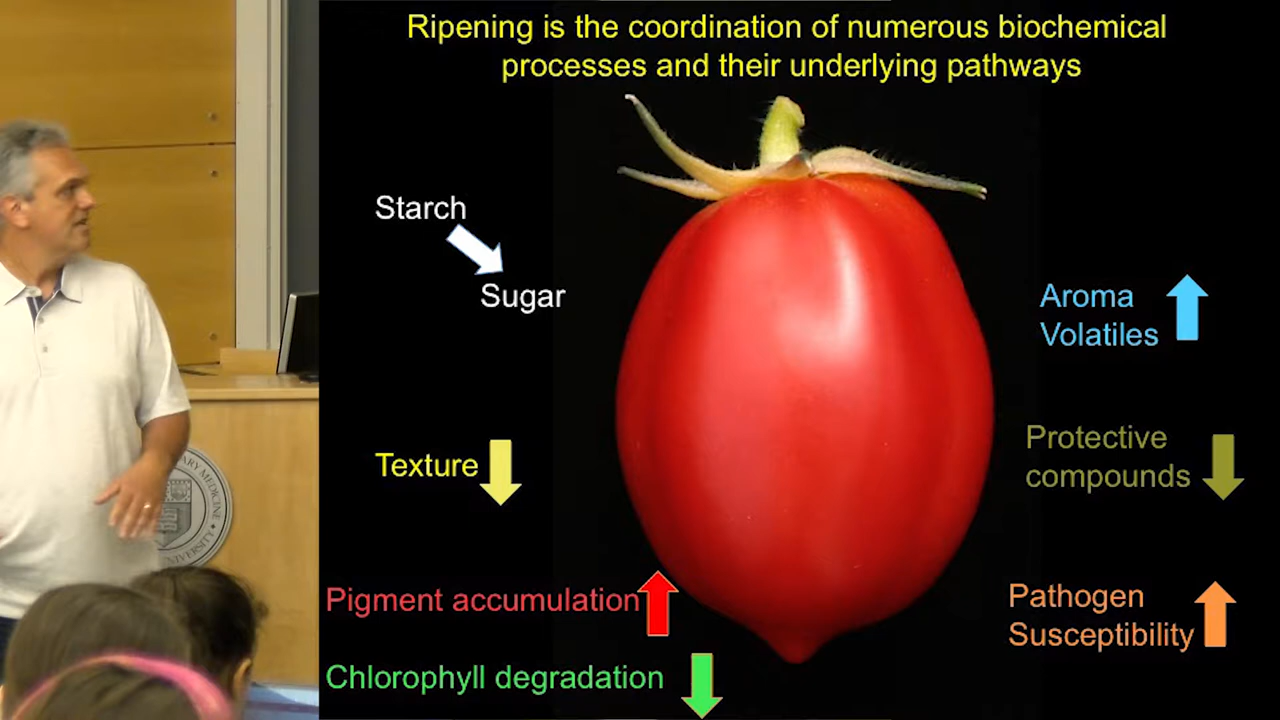 Ripening is the coordination of numerous biochemical
processes and their underlying pathways
Starch
Sugar
Aroma
Volatiles
Texture
Protective
compounds
Pigment accumulation
Pathogen
Susceptibility
Chlorophyll degradation
MEDICINE